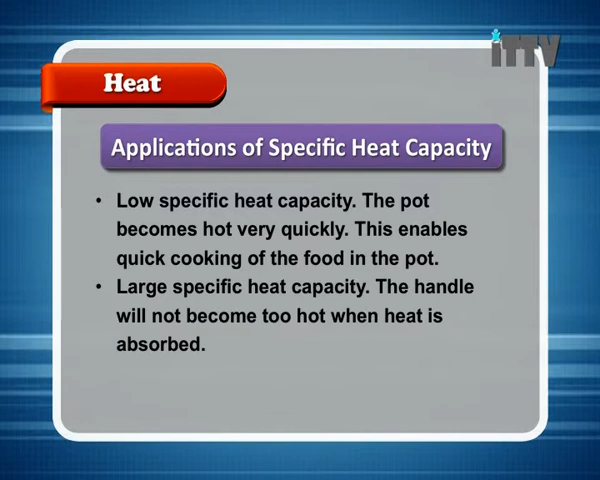 iTTV
Heat
Applications of Specific Heat Capacity
• Low specific heat capacity. The pot
becomes hot very quickly. This enables
quick cooking of the food in the pot.
• Large specific heat capacity. The handle
will not become too hot when heat is
absorbed.